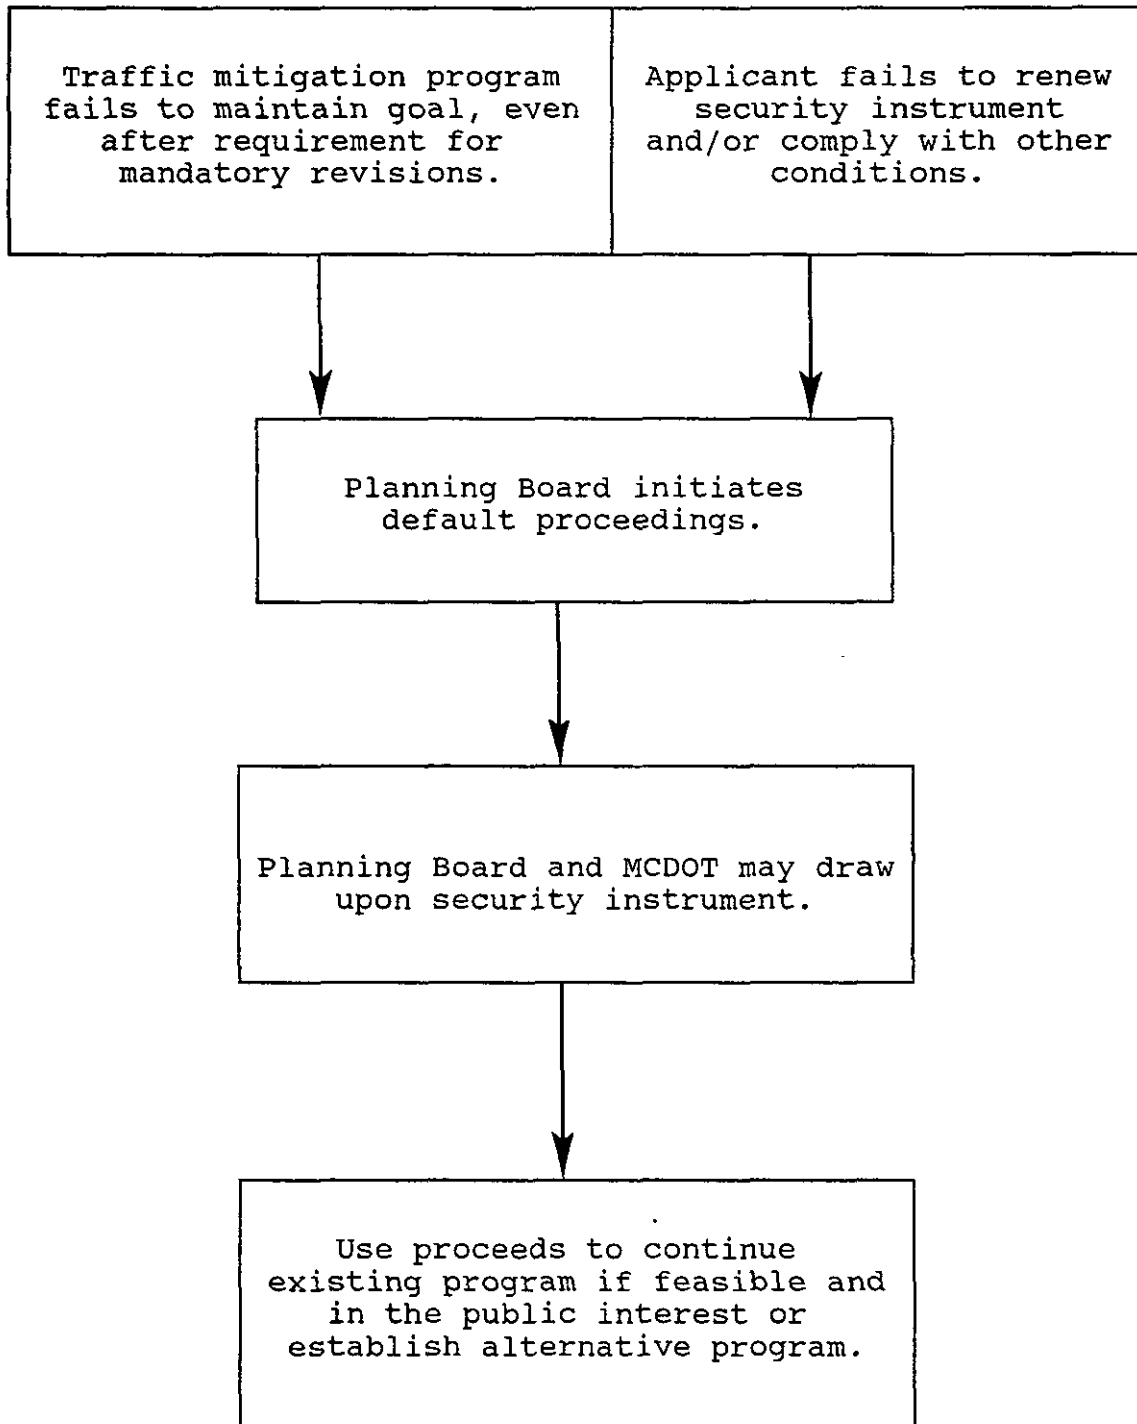 Traffic mitigation program
fails to maintain goal, even
after requirement for
mandatory revisions.
Applicant fails to renew
security instrument
and/or comply with other
conditions.
Planning Board initiates
default proceedings.
Planning Board and MCDOT may draw
upon security instrument.
Use proceeds to continue
existing program if feasible and
in the public interest or
establish alternative program.